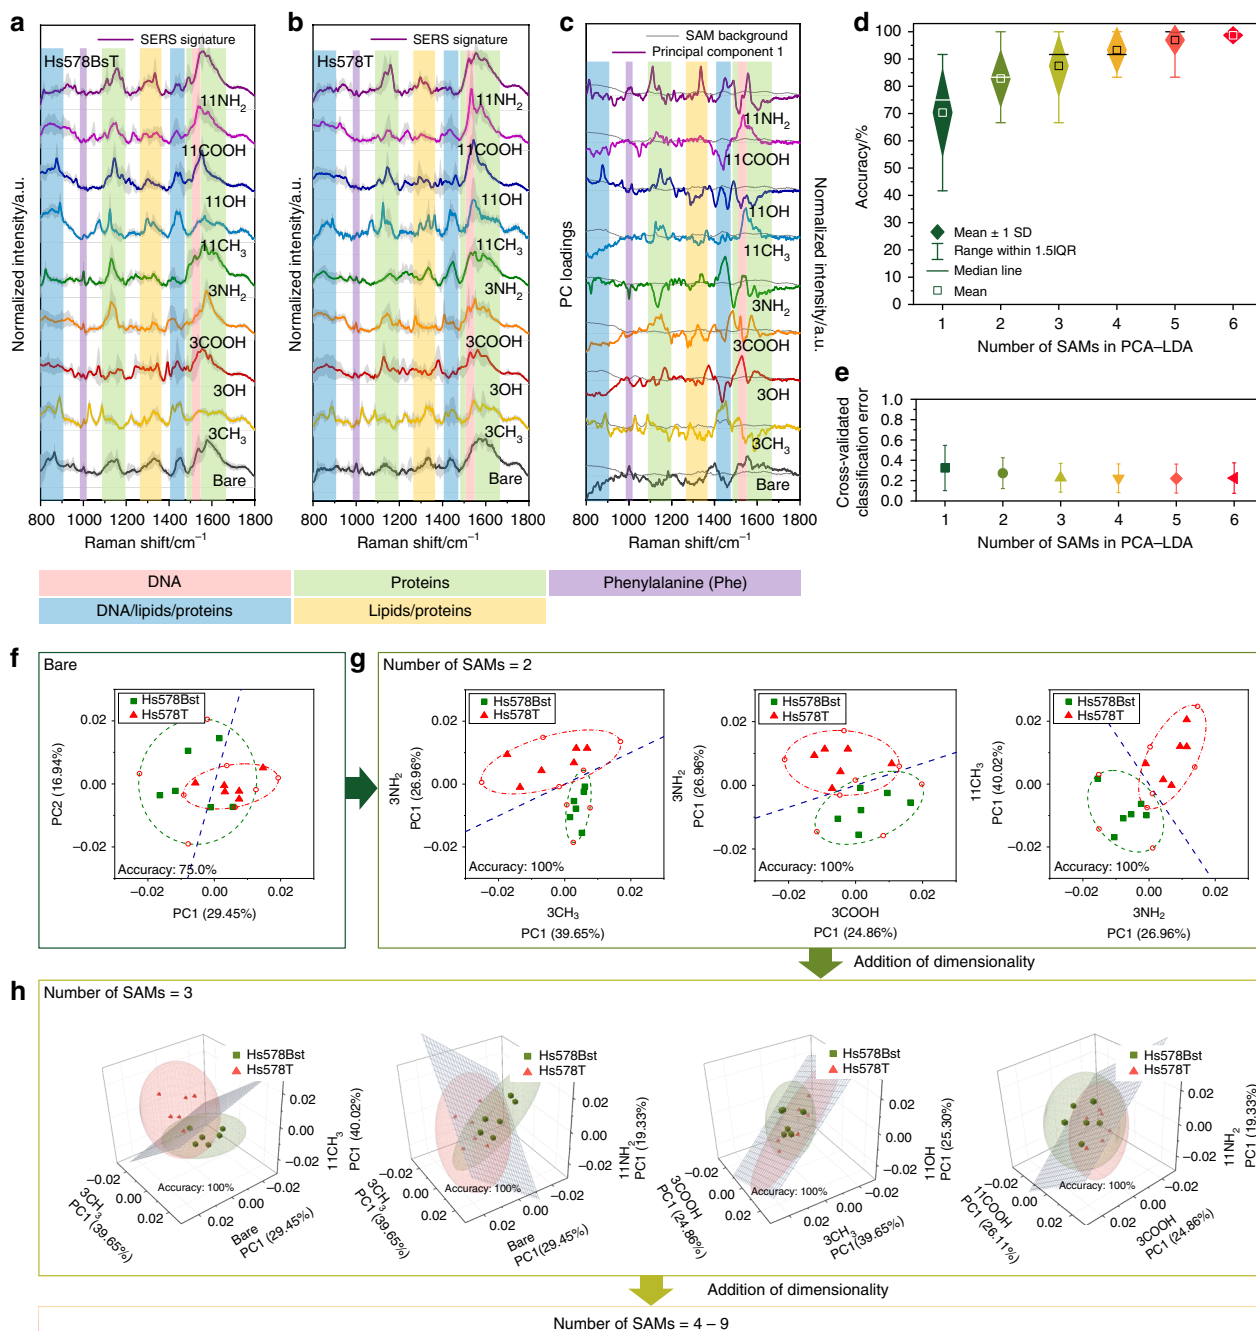 a
SERS signature
Hs578BsT
11NH2
11COOH
11OH
11CH3
3NH2
3COOH
3OH
3CH3
Bare
Normalized intensity/a.u.
800 1000 1200 1400 1600 1800
Raman shift/cm−1
b
SERS signature
Hs578T
11NH2
11COOH
11OH
11CH3
3NH2
3COOH
3OH
3CH3
Bare
Normalized intensity/a.u.
800 1000 1200 1400 1600 1800
Raman shift/cm−1
c
SAM background
Principal component 1
11NH2
11COOH
11OH
11CH3
3NH2
3COOH
3OH
3CH3
Bare
PC loadings
Normalized intensity/a.u.
800 1000 1200 1400 1600 1800
Raman shift/cm−1
d
100
90
80
70
60
50
40
30
20
10
0
Accuracy/%
Mean ± 1 SD
Range within 1.5IQR
Median line
Mean
1 2 3 4 5 6
Number of SAMs in PCA–LDA
e
1.0
0.8
0.6
0.4
0.2
0.0
Cross-validated
classification error
1 2 3 4 5 6
Number of SAMs in PCA–LDA
DNA
Proteins
Phenylalanine (Phe)
DNA/lipids/proteins
Lipids/proteins
f
Bare
Hs578Bst
Hs578T
0.02
0.00
−0.02
PC2 (16.94%)
Accuracy: 75.0%
−0.02 0.00 0.02
PC1 (29.45%)
g
Number of SAMs = 2
Hs578Bst
Hs578T
0.02
0.00
−0.02
3NH2
PC1 (26.96%)
Accuracy: 100%
−0.02 0.00 0.02
3CH3
PC1 (39.65%)
Hs578Bst
Hs578T
0.02
0.00
−0.02
3NH2
PC1 (26.96%)
Accuracy: 100%
−0.02 0.00 0.02
3COOH
PC1 (24.86%)
Hs578Bst
Hs578T
0.02
0.00
−0.02
11CH3
PC1 (40.02%)
Accuracy: 100%
−0.02 0.00 0.02
3NH2
PC1 (26.96%)
Addition of dimensionality
h
Number of SAMs = 3
Hs578Bst
Hs578T
0.02
0.00
−0.02
11CH3
PC1 (40.02%)
Accuracy: 100%
−0.02
0.00
0.02
3CH3
PC1 (39.65%)
−0.02
0.00
0.02
Bare
PC1 (29.45%)
Hs578Bst
Hs578T
0.02
0.00
−0.02
11NH2
PC1 (19.33%)
Accuracy: 100%
−0.02
0.00
0.02
3CH3
PC1 (39.65%)
−0.02
0.00
0.02
Bare
PC1(29.45%)
Hs578Bst
Hs578T
0.02
0.00
−0.02
11OH
PC1 (25.30%)
Accuracy: 100%
−0.02
0.00
0.02
3COOH
PC1 (24.86%)
−0.02
0.00
0.02
3CH3
PC1(39.65%)
Hs578Bst
Hs578T
0.02
0.00
−0.02
11NH2
PC1 (19.33%)
Accuracy: 100%
−0.02
0.00
0.02
11COOH
PC1 (26.11%)
−0.02
0.00
0.02
3COOH
PC1 (24.86%)
Addition of dimensionality
Number of SAMs = 4 – 9